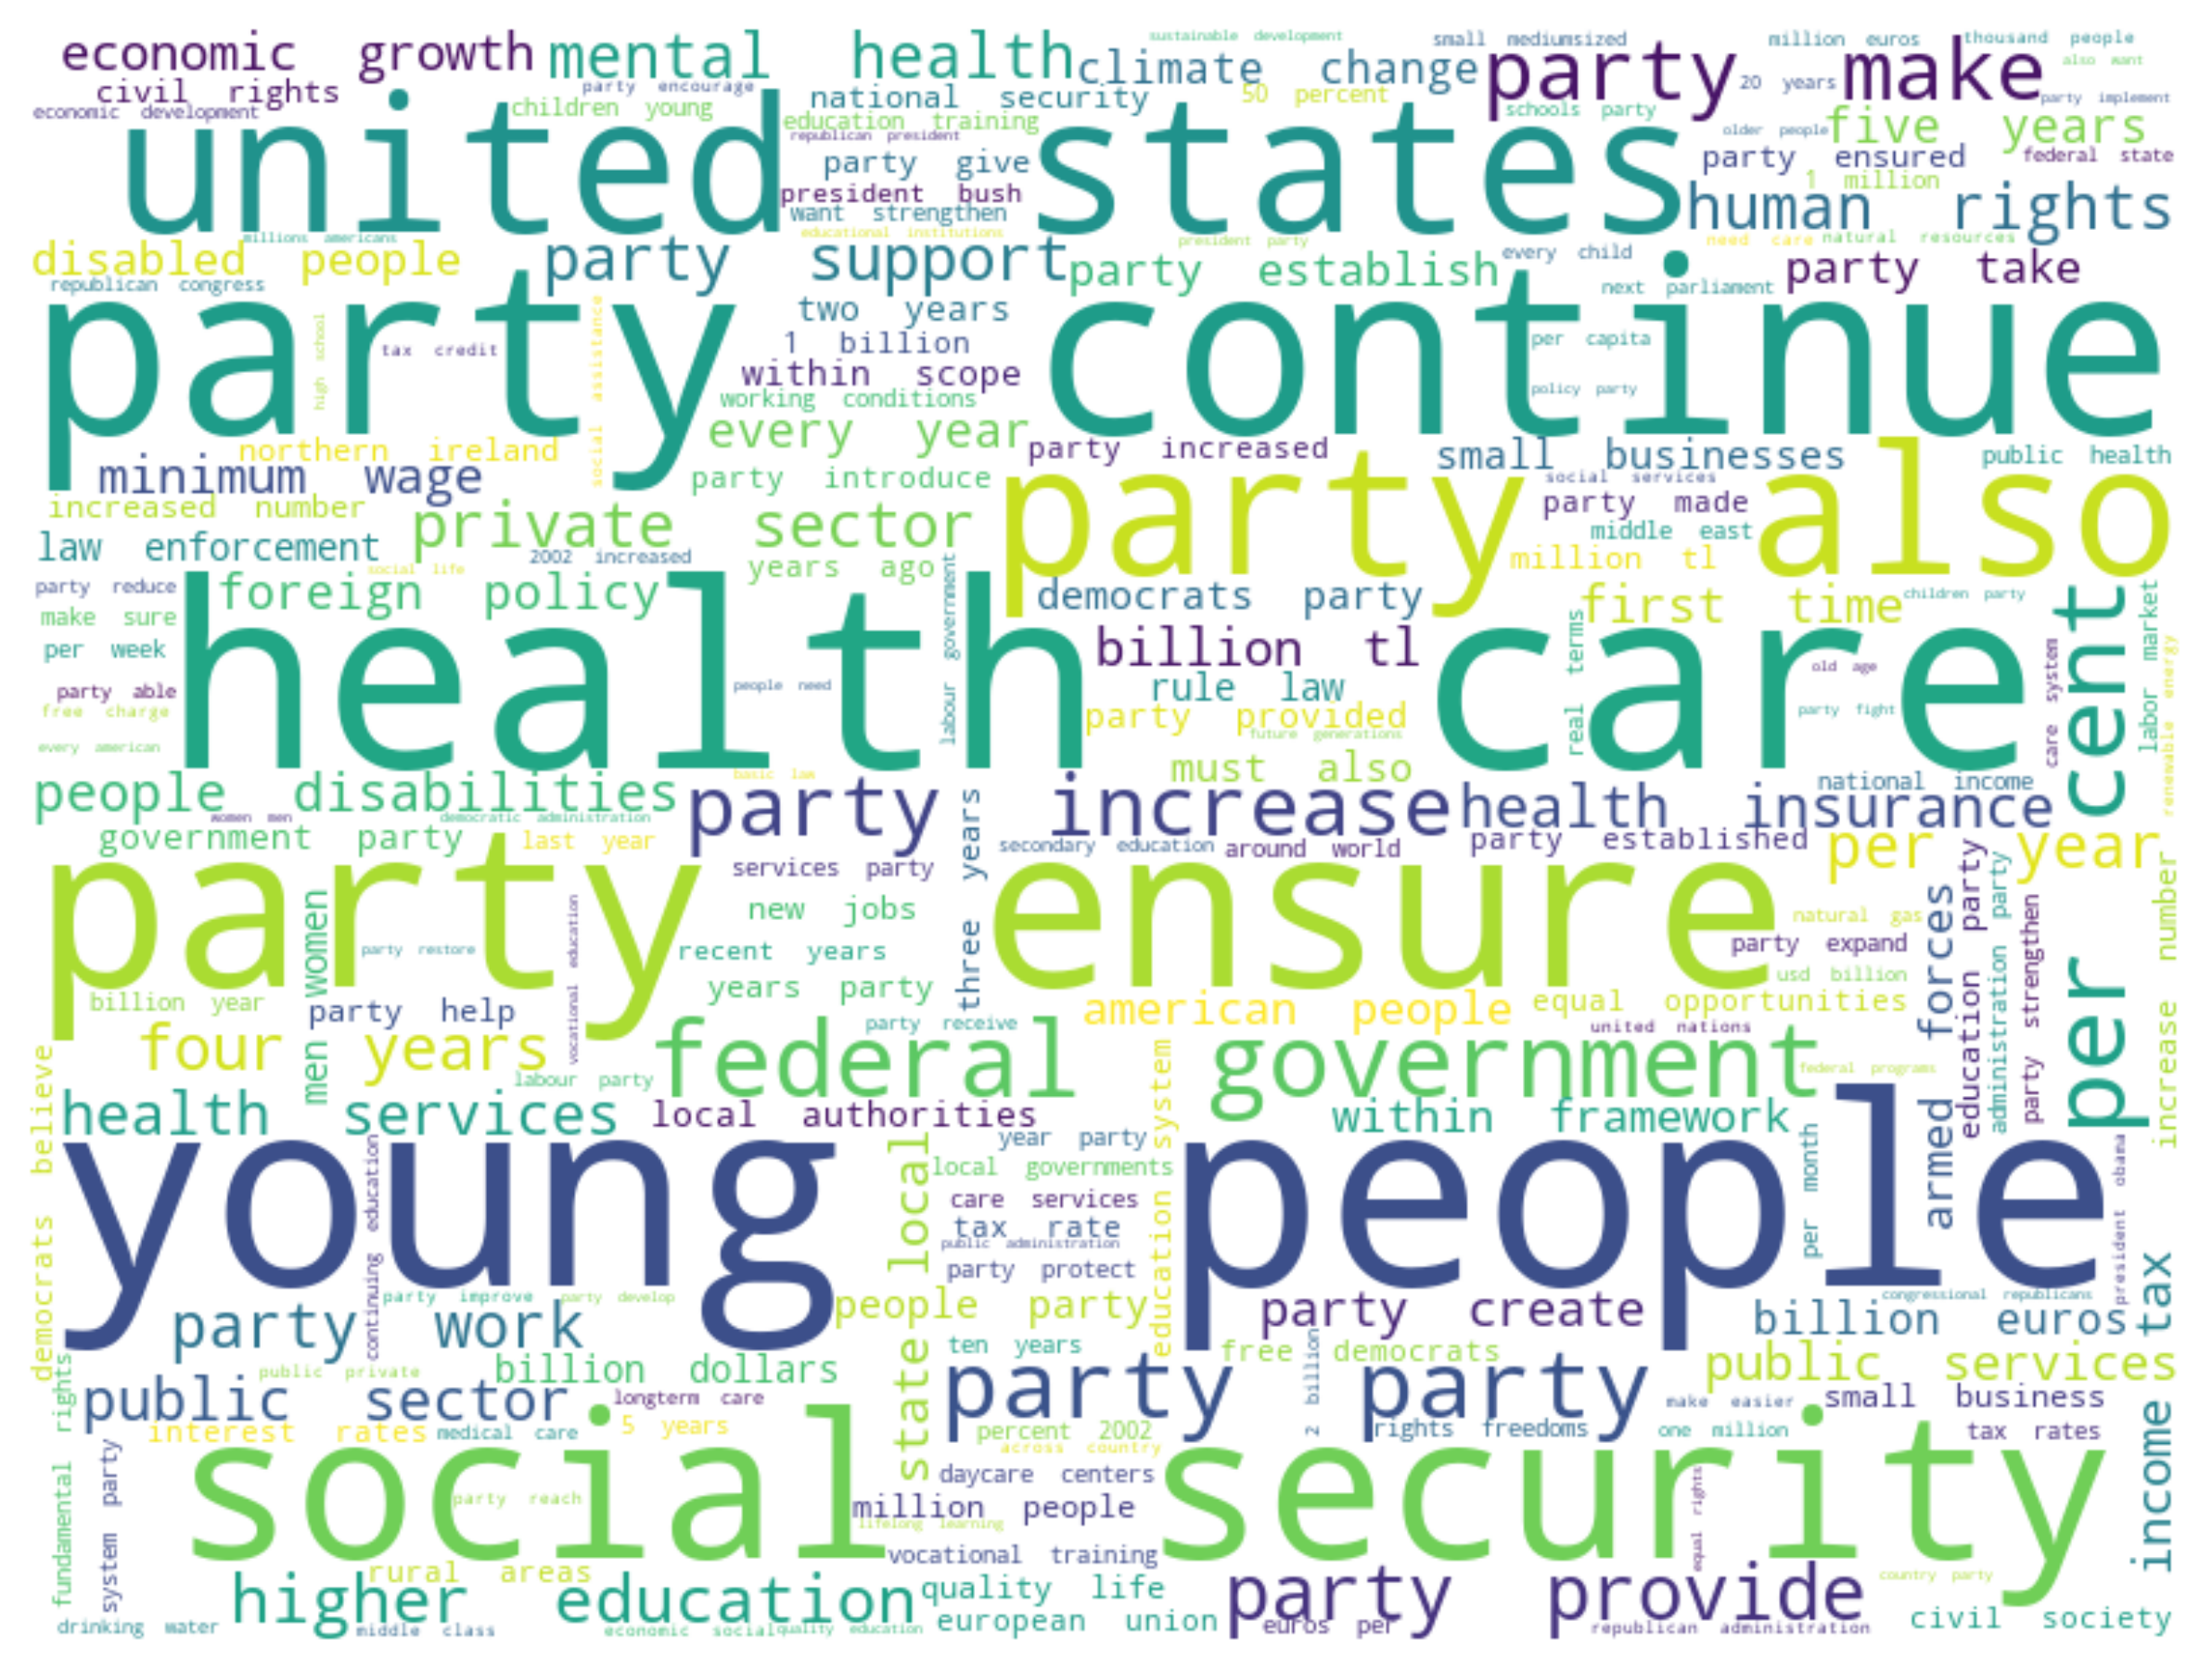 economic growth
mental health
climate change
sustainable development
small mediumsized
million euros
thousand people
party make
20 years
also want
party implement
civil rights
party encourage
children young
national security
50 percent
economic development
education training
schools party
five years
older people
republican president
united states
party give
party ensured
federal state
1 million
president bush
want strengthen
human rights
millions americans
educational institutions
president party
need care
natural resources
disabled people
party support
party establish
every child
party take
republican congress
next parliament
party continue
two years
high school
tax credit
social assistance
1 billion
per capita
within scope
policy party
working conditions
northern ireland
every year
party increased
small businesses
public health
minimum wage
party introduce
social services
party also
increased number
party made
private sector
middle east
law enforcement
2002 increased
million tl
social life
years ago
party reduce
foreign policy
labour government
democrats party
first time
children party
per cent
labor market
make sure
health care
billion tl
real terms
per week
people need
rule law
old age
care system
renewable energy
party able
free charge
party provided
party fight
every american
future generations
must also
basic law
people disabilities
party increase
health insurance
national income
women men
democratic administration
government party
last year
three years
secondary education
around world
party established
per year
party ensure
services party
men women
vocational education
new jobs
natural gas
armed forces
education party
administration party
party strengthen
increase number
party restore
recent years
party expand
usd billion
years party
billion year
party help
american people
equal opportunities
party receive
united nations
four years
federal government
federal programs
labour party
education system
democrats believe
health services
local authorities
within framework
young people
continuing education
state local
year party
local governments
per month
president obama
care services
tax rate
public administration
party protect
income tax
party improve
party develop
people party
party create
congressional republicans
billion euros
party work
ten years
free democrats
2 billion
public services
fundamental rights
public private
billion dollars
party party
public sector
longterm care
make easier
small business
interest rates
medical care
5 years
percent 2002
rights freedoms
one million
tax rates
across country
social security
system party
daycare centers
party reach
million people
lifelong learning
equal rights
vocational training
rural areas
party provide
country party
higher education
quality life
drinking water
middle class
economic social
quality education
european union
euros per
republican administration
civil society